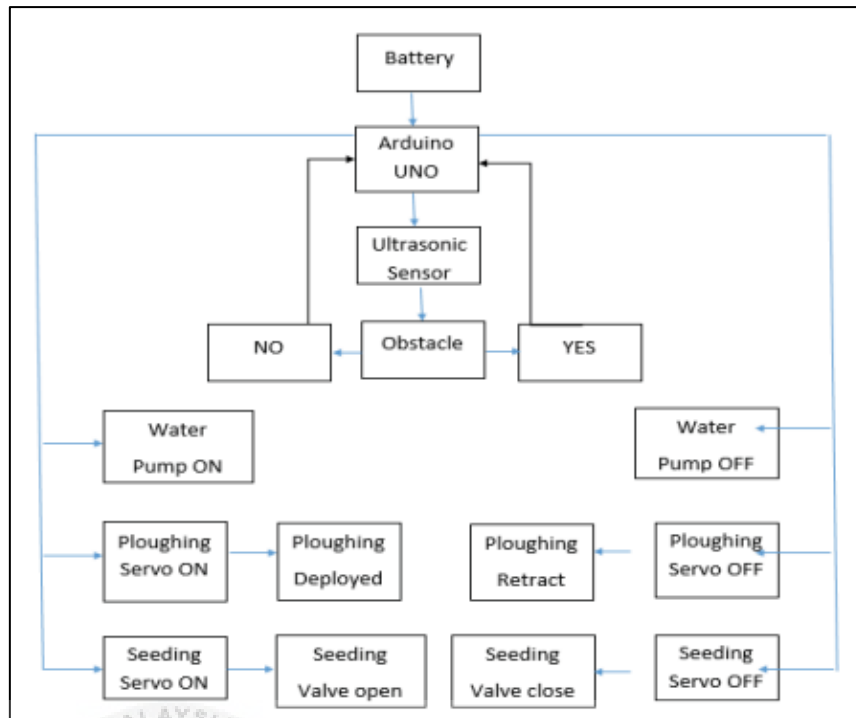 Battery
Arduino
UNO
Ultrasonic
Sensor
NO
Obstacle
YES
Water
Pump ON
Water
Pump OFF
Ploughing
Servo ON
Ploughing
Deployed
Ploughing
Retract
Ploughing
Servo OFF
Seeding
Servo ON
Seeding
Valve open
Seeding
Valve close
Seeding
Servo OFF